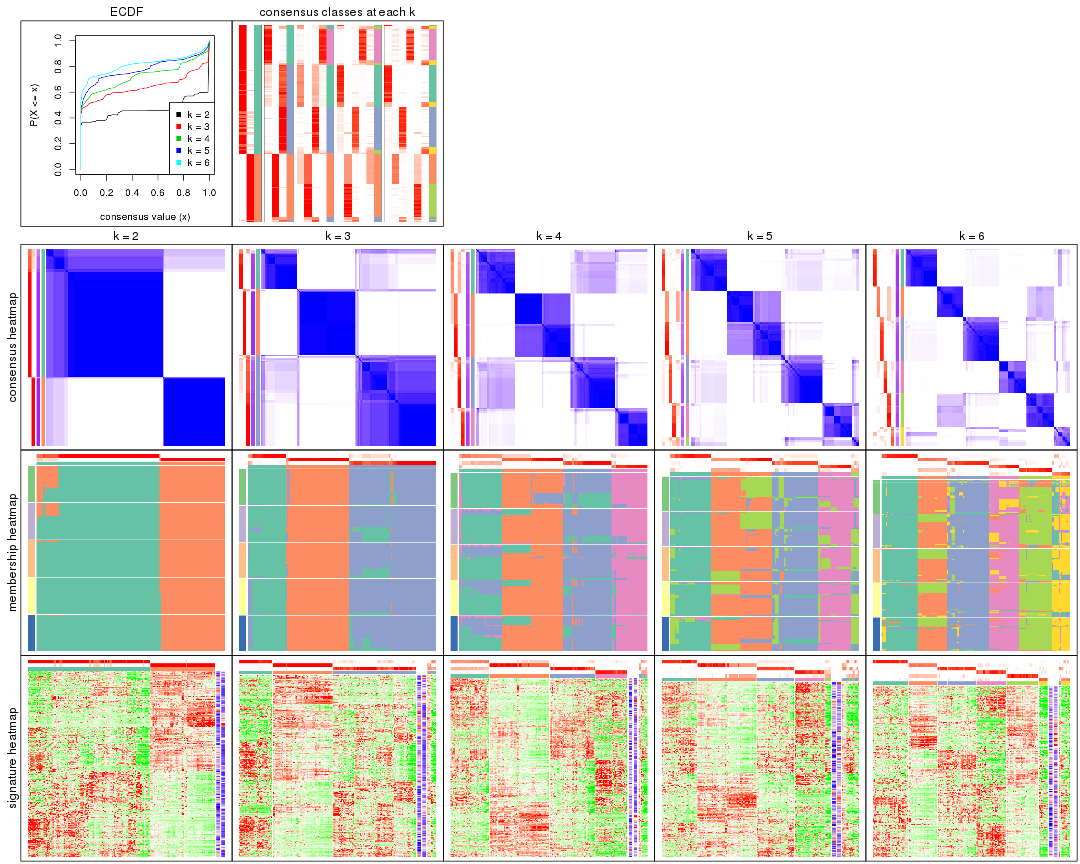 ECDF
consensus classes at each k
P(X <= x)
0.0 0.2 0.4 0.6 0.8 1.0
k = 2
k = 3
k = 4
k = 5
k = 6
0.0 0.2 0.4 0.6 0.8 1.0
consensus value (x)
k = 2 k = 3 k = 4 k = 5 k = 6
consensus heatmap
membership heatmap
signature heatmap